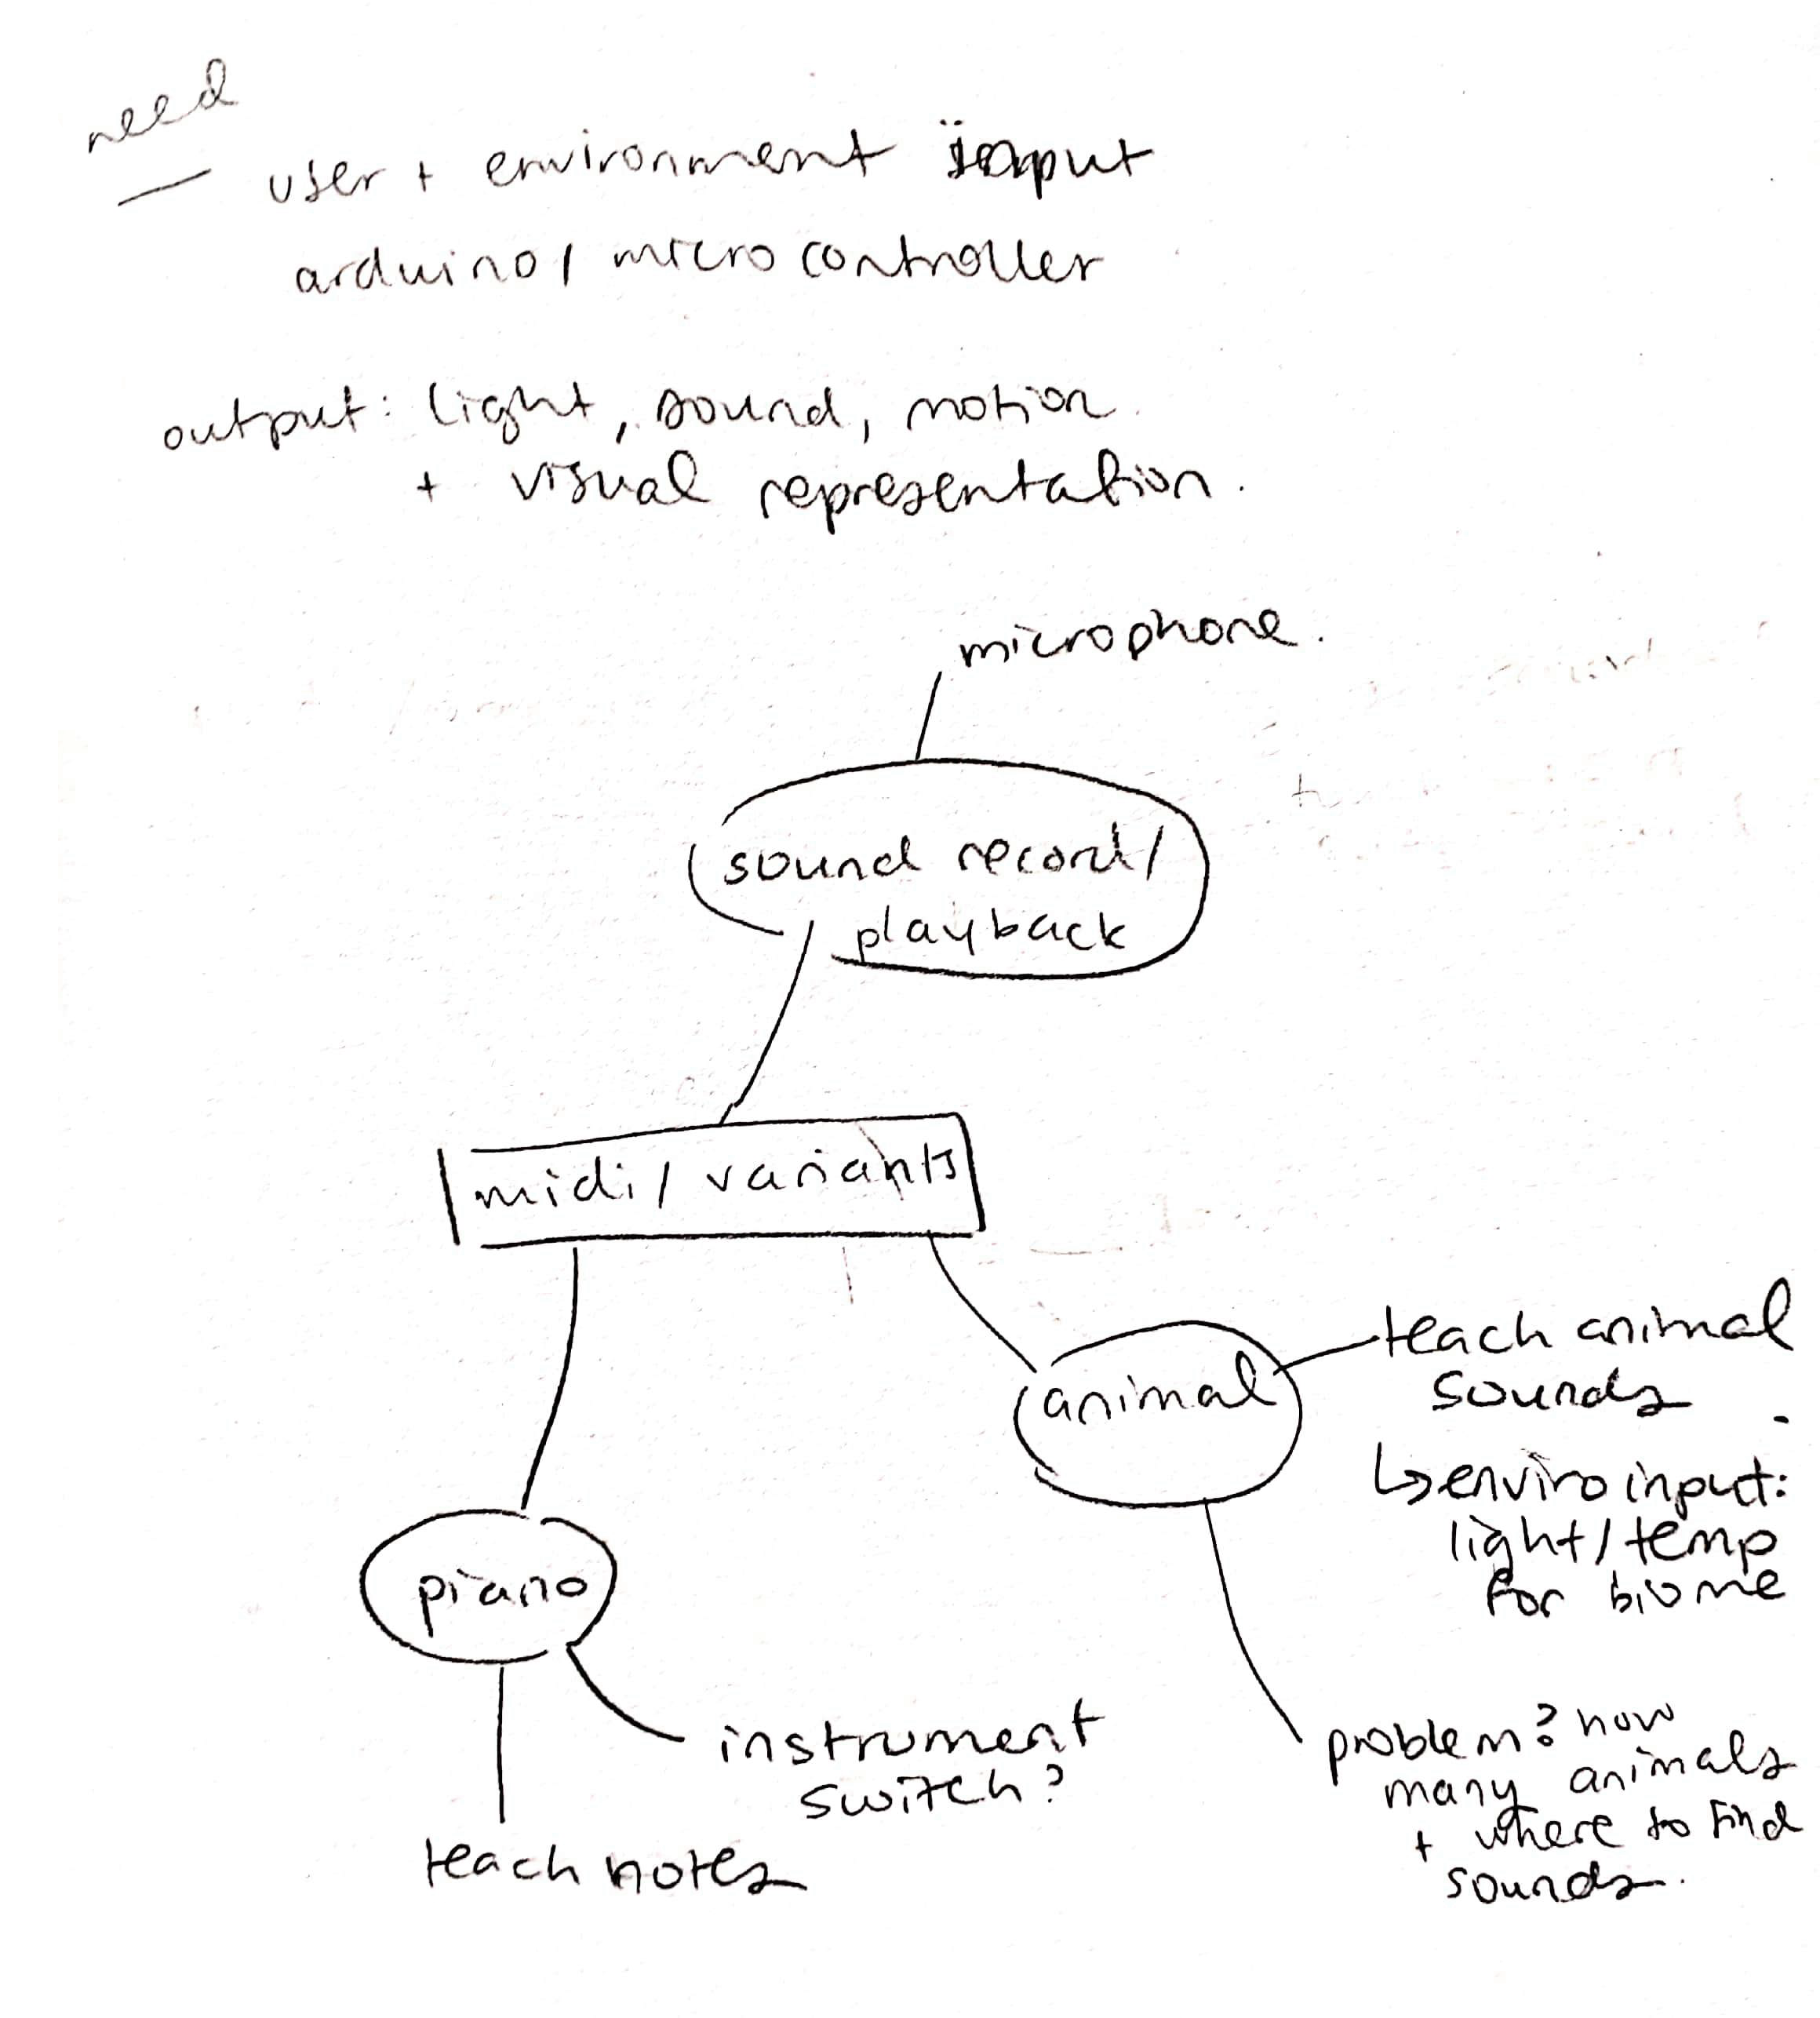 need
user + environment input
arduino/ microcontroller
output: light, sound, motion.
+ visual representation.
microphone.
sound record/
playback
midi/ variants
animal
teach animal
sounds
↳ enviro input:
light/temp
for biome
piano
instrument
switch?
teach notes
problem? how
many animals
+ where to find
sounds.